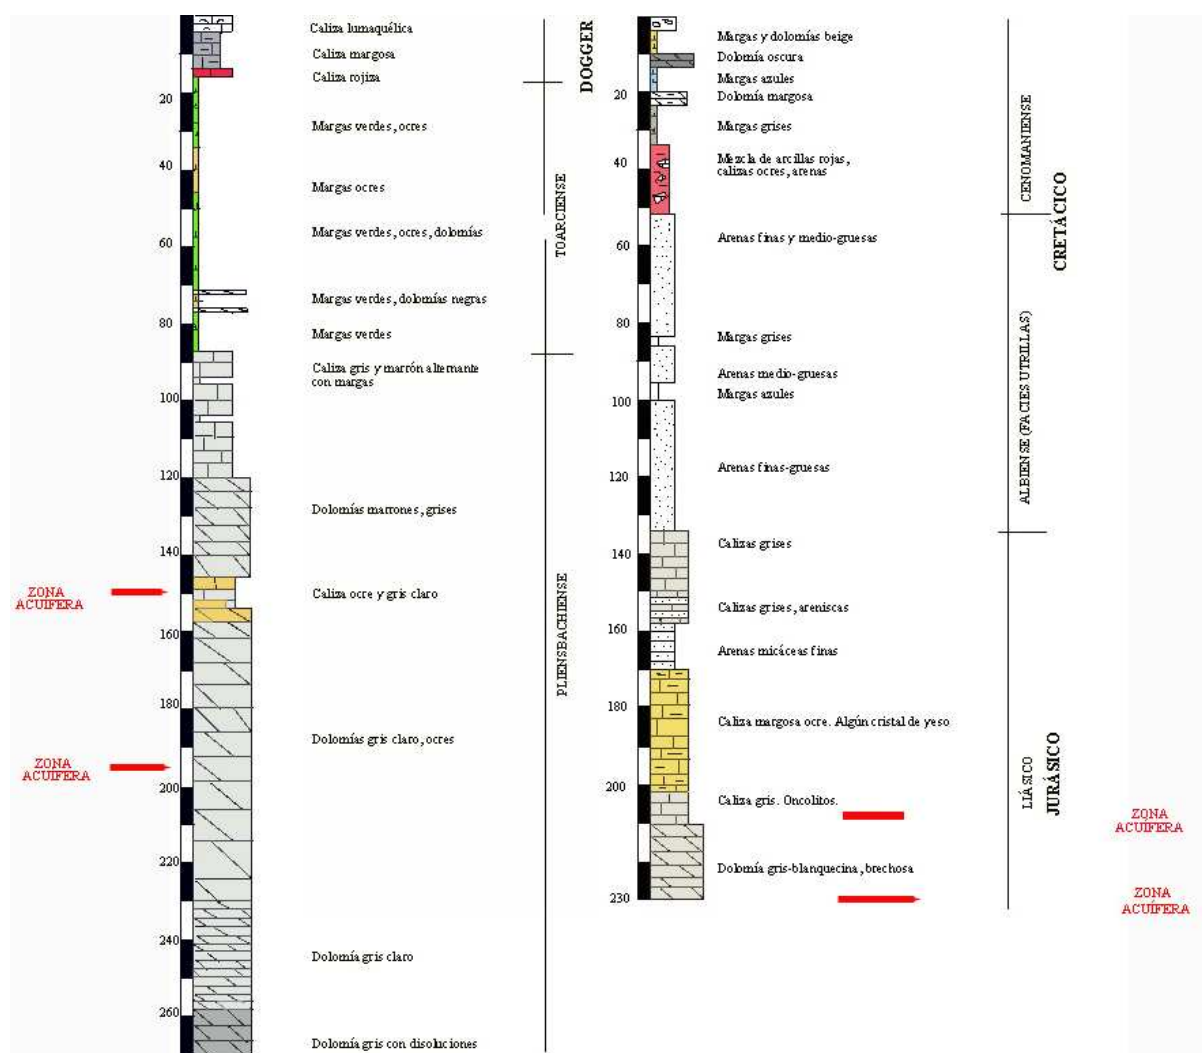 Caliza lumaquélica
Caliza margosa
Caliza rojiza
20
Margas verdes, ocres
40
Margas ocres
Margas verdes, ocres, dolomías
60
Margas verdes, dolomías negras
80
Margas verdes
Caliza gris y marrón alternante
con margas
100
120
Dolomías marrones, grises
140
ZONA
ACUIFERA
Caliza ocre y gris claro
160
180
Dolomías gris claro, ocres
ZONA
ACUIFERA
200
220
240
Dolomía gris claro
260
Dolomía gris con disoluciones
DOGGER
TOARCIENSE
PLIENSBACHIENSE
Margas y dolomías beige
Dolomía oscura
Margas azules
20
Dolomía margosa
Margas grises
40
Mezcla de arcillas rojas,
calizas ocres, arenas
Arenas finas y medio-gruesas
60
80
Margas grises
Arenas medio-gruesas
Margas azules
100
Arenas finas-gruesas
120
Calizas grises
140
Calizas grises, areniscas
160
Arenas micáceas finas
180
Caliza margosa ocre. Algún cristal de yeso
200
Caliza gris. Oncolitos.
Dolomía gris-blanquecina, brechosa
230
CENOMANIENSE
CRETÁCICO
ALBIENSE (FACIES UTRILLAS)
LIÁSICO
JURÁSICO
ZONA
ACUÍFERA
ZONA
ACUÍFERA